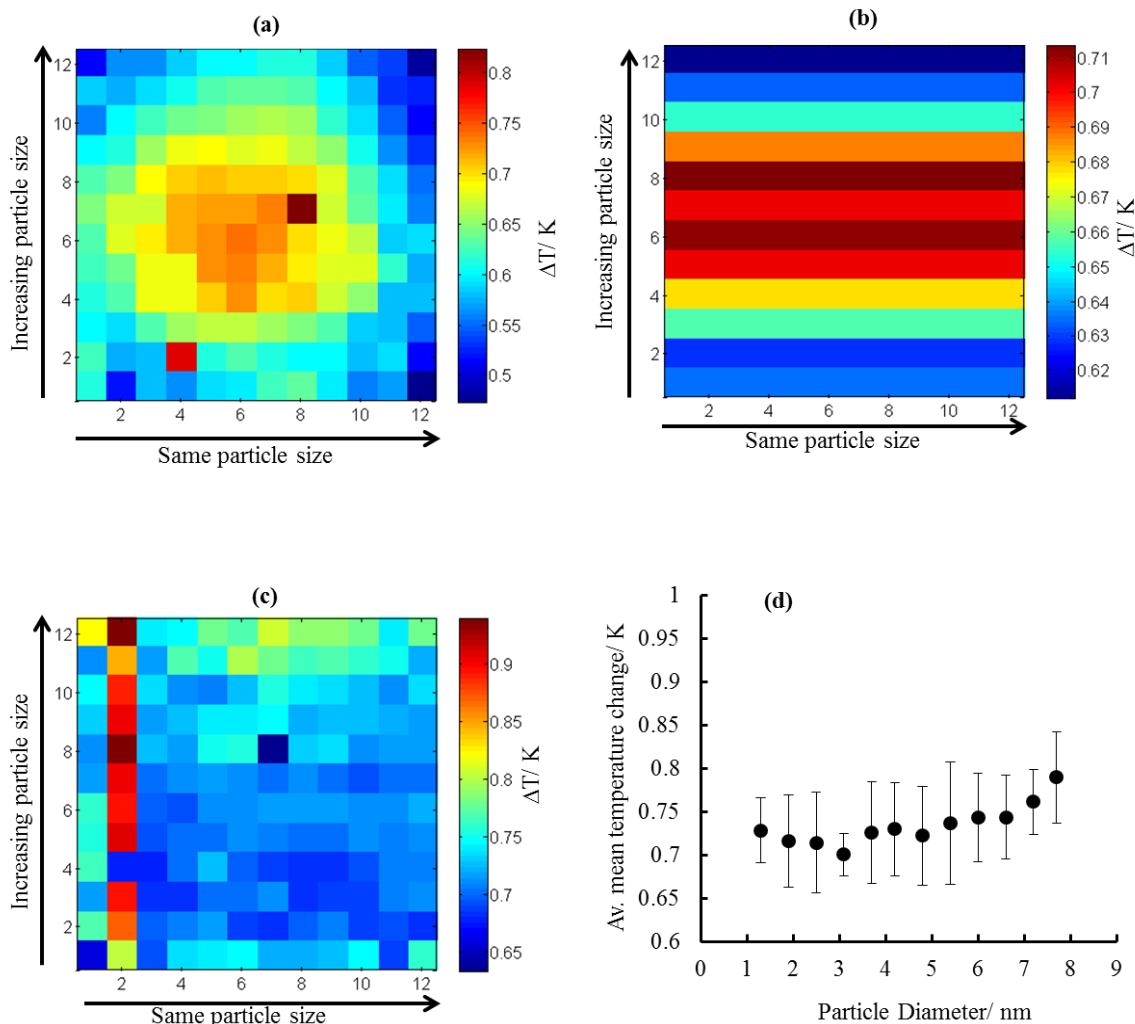 (a)
Increasing particle size
12
10
8
6
4
2
2 4 6 8 10 12
Same particle size
0.8
0.75
0.7
0.65
0.6
0.55
0.5
ΔT/ K
(b)
Increasing particle size
12
10
8
6
4
2
2 4 6 8 10 12
Same particle size
0.71
0.7
0.69
0.68
0.67
0.66
0.65
0.64
0.63
0.62
ΔT/ K
(c)
Increasing particle size
12
10
8
6
4
2
2 4 6 8 10 12
Same particle size
0.9
0.85
0.8
0.75
0.7
0.65
ΔT/ K
(d)
Av. mean temperature change/ K
1
0.95
0.9
0.85
0.8
0.75
0.7
0.65
0.6
0 1 2 3 4 5 6 7 8 9
Particle Diameter/ nm